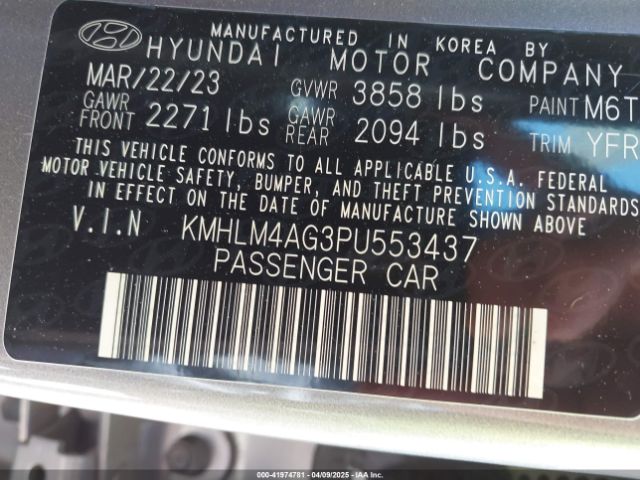 MANUFACTURED IN KOREA BY
HYUNDAI MOTOR COMPANY
MAR/22/23 GVWR 3858 lbs PAINT M6T
GAWR FRONT 2271 lbs GAWR REAR 2094 lbs TRIM YFR
THIS VEHICLE CONFORMS TO ALL APPLICABLE U.S.A. FEDERAL
MOTOR VEHICLE SAFETY, BUMPER, AND THEFT PREVENTION STANDARDS
IN EFFECT ON THE DATE OF MANUFACTURE SHOWN ABOVE.
V.I.N KMHLM4AG3PU553437
PASSENGER CAR
00-41974781 | 04/09/2025 | © IAA Inc.